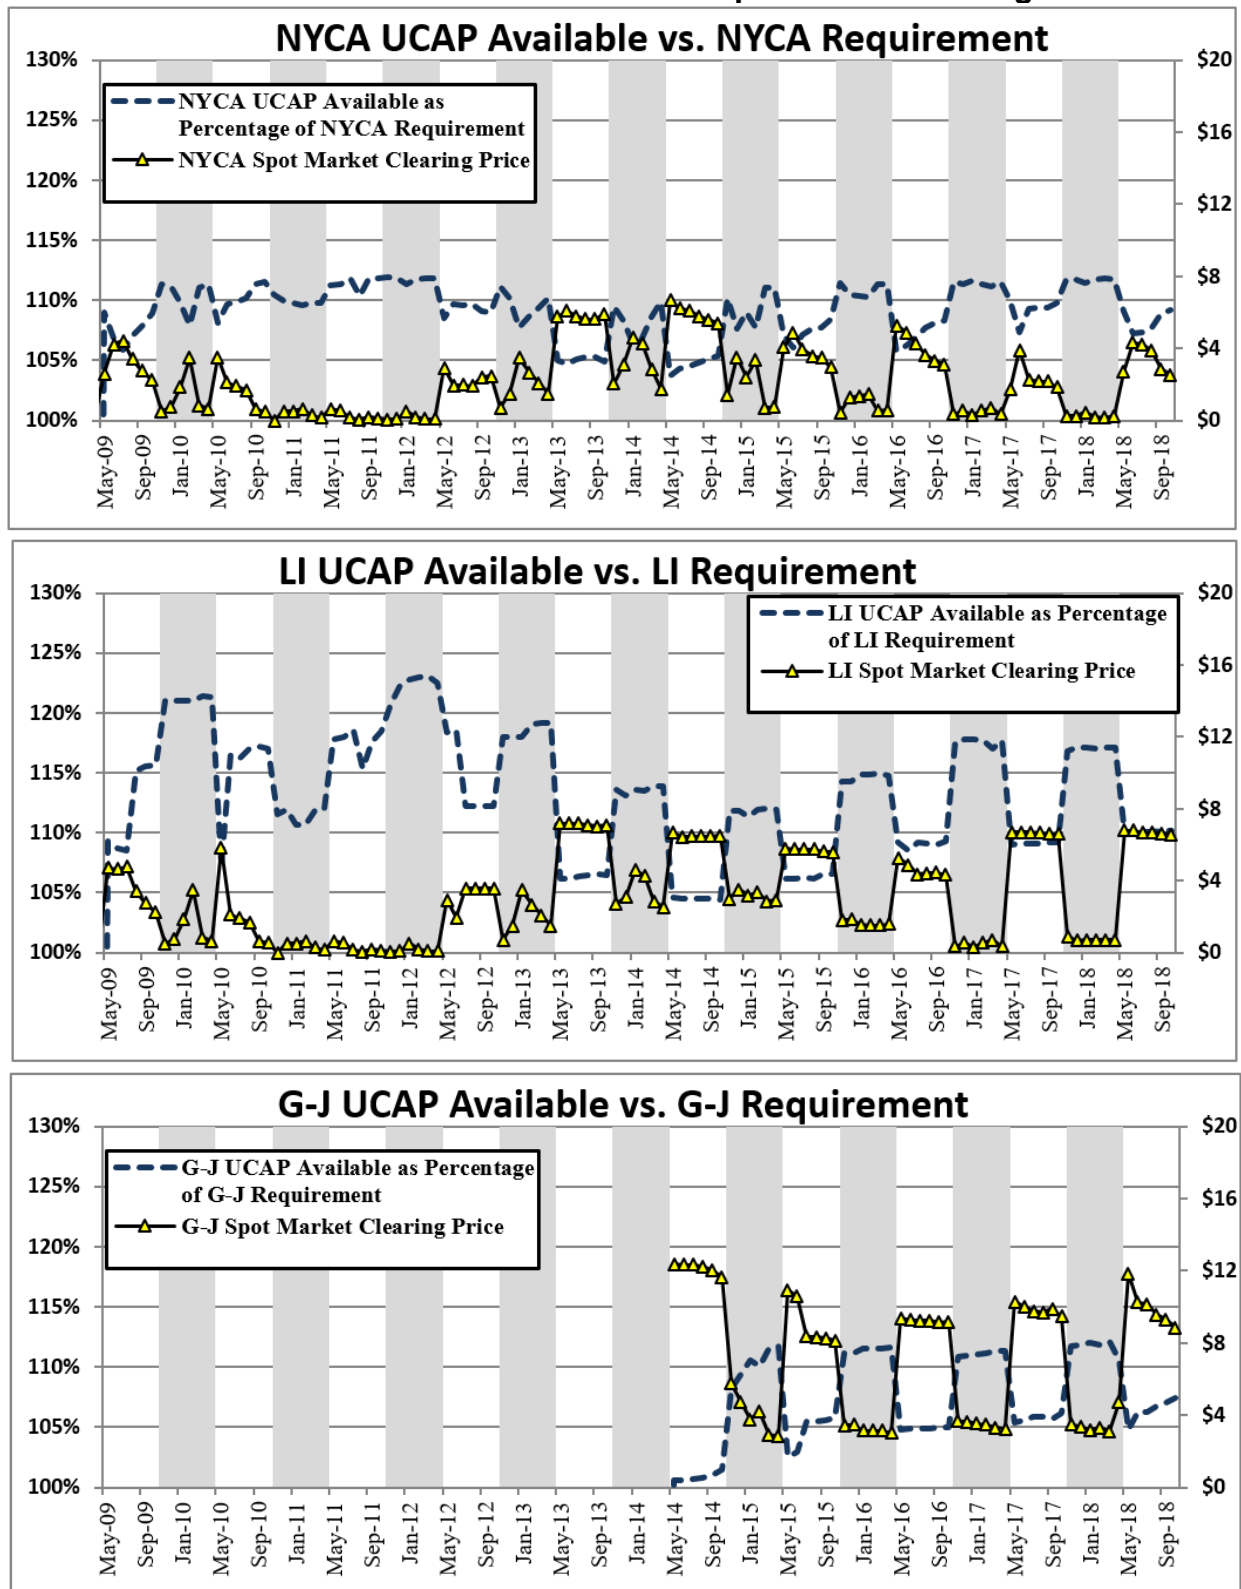 NYCA UCAP Available vs. NYCA Requirement
130%
125%
120%
115%
110%
105%
100%
$20
$16
$12
$8
$4
$0
NYCA UCAP Available as
Percentage of NYCA Requirement
NYCA Spot Market Clearing Price
May-09
Sep-09
Jan-10
May-10
Sep-10
Jan-11
May-11
Sep-11
Jan-12
May-12
Sep-12
Jan-13
May-13
Sep-13
Jan-14
May-14
Sep-14
Jan-15
May-15
Sep-15
Jan-16
May-16
Sep-16
Jan-17
May-17
Sep-17
Jan-18
May-18
Sep-18
LI UCAP Available vs. LI Requirement
130%
125%
120%
115%
110%
105%
100%
$20
$16
$12
$8
$4
$0
LI UCAP Available as Percentage
of LI Requirement
LI Spot Market Clearing Price
May-09
Sep-09
Jan-10
May-10
Sep-10
Jan-11
May-11
Sep-11
Jan-12
May-12
Sep-12
Jan-13
May-13
Sep-13
Jan-14
May-14
Sep-14
Jan-15
May-15
Sep-15
Jan-16
May-16
Sep-16
Jan-17
May-17
Sep-17
Jan-18
May-18
Sep-18
G-J UCAP Available vs. G-J Requirement
130%
125%
120%
115%
110%
105%
100%
$20
$16
$12
$8
$4
$0
G-J UCAP Available as Percentage
of G-J Requirement
G-J Spot Market Clearing Price
May-09
Sep-09
Jan-10
May-10
Sep-10
Jan-11
May-11
Sep-11
Jan-12
May-12
Sep-12
Jan-13
May-13
Sep-13
Jan-14
May-14
Sep-14
Jan-15
May-15
Sep-15
Jan-16
May-16
Sep-16
Jan-17
May-17
Sep-17
Jan-18
May-18
Sep-18